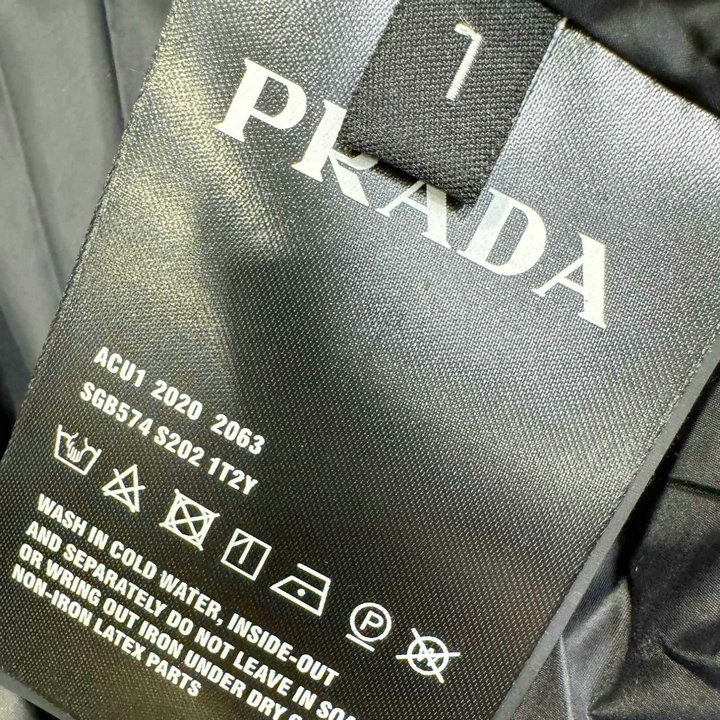 1
PRADA
ACU1 2020 2063
SGB574 S202 1T2Y
P
WASH IN COLD WATER, INSIDE-OUT
AND SEPARATELY DO NOT LEAVE IN
OR WRING OUT IRON UNDER DRY
NON-IRON LATEX PARTS